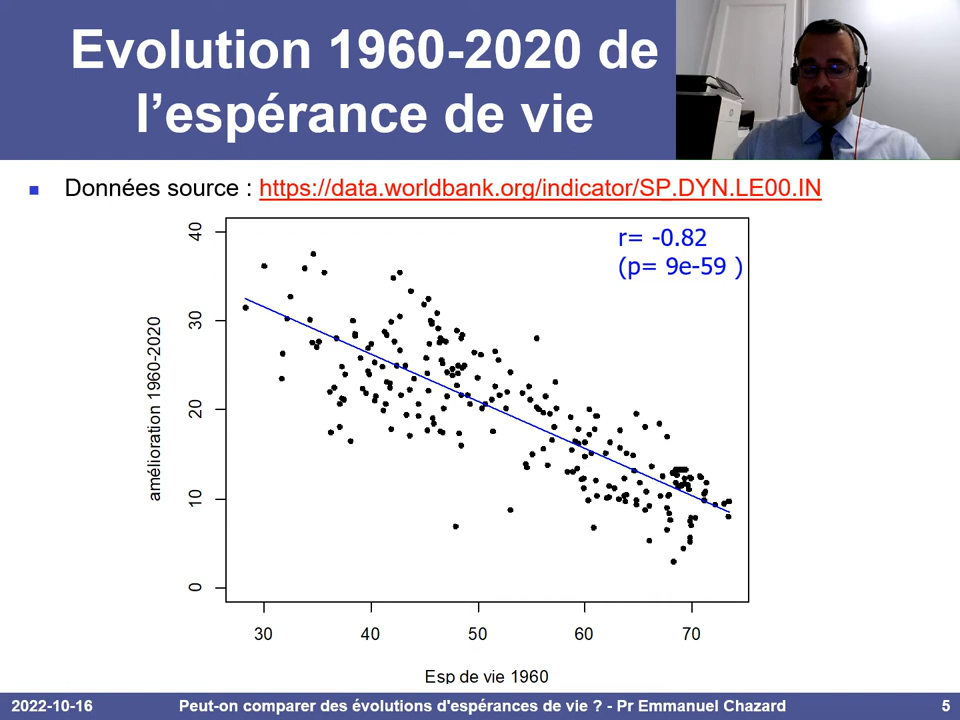 Evolution 1960-2020 de
l’espérance de vie
Données source : https://data.worldbank.org/indicator/SP.DYN.LE00.IN
r= -0.82
(p= 9e-59 )
amélioration 1960-2020
40
30
20
10
0
30 40 50 60 70
Esp de vie 1960
2022-10-16 Peut-on comparer des évolutions d'espérances de vie ? - Pr Emmanuel Chazard 5